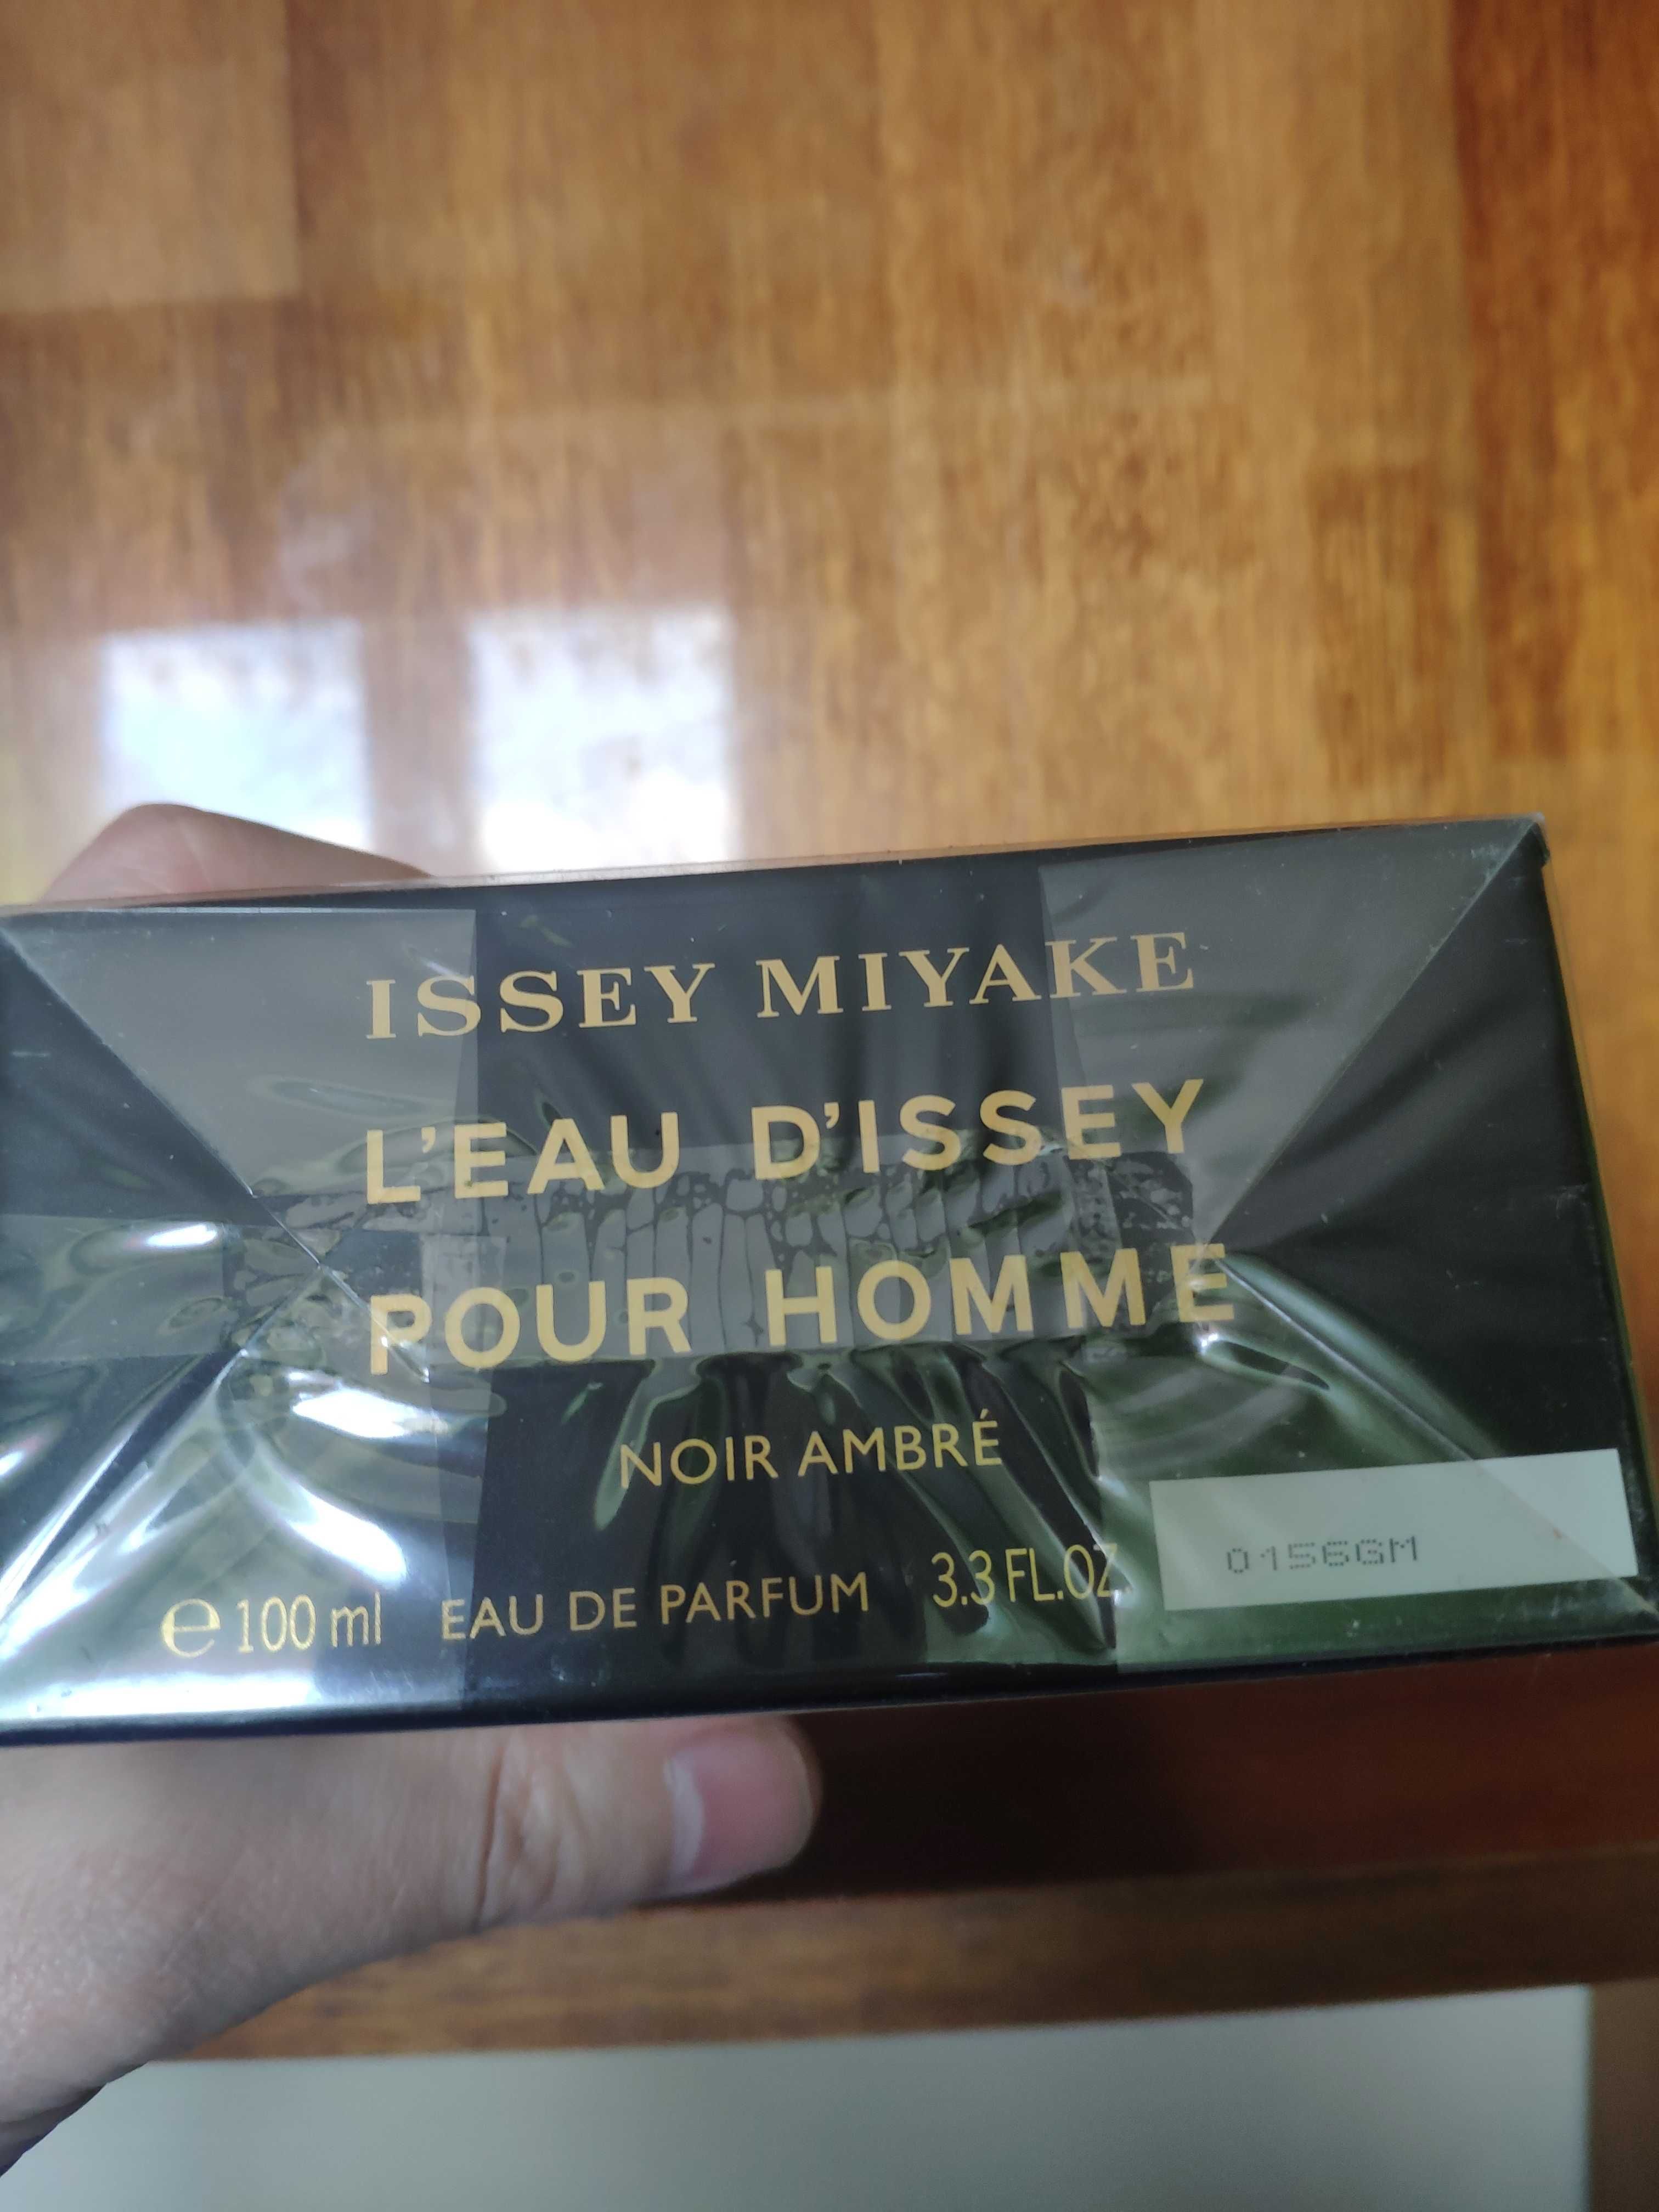 ISSEY MIYAKE
L'EAU D'ISSEY
POUR HOMME
NOIR AMBRÉ
℮ 100 ml EAU DE PARFUM 3.3 FL.OZ
0156GM